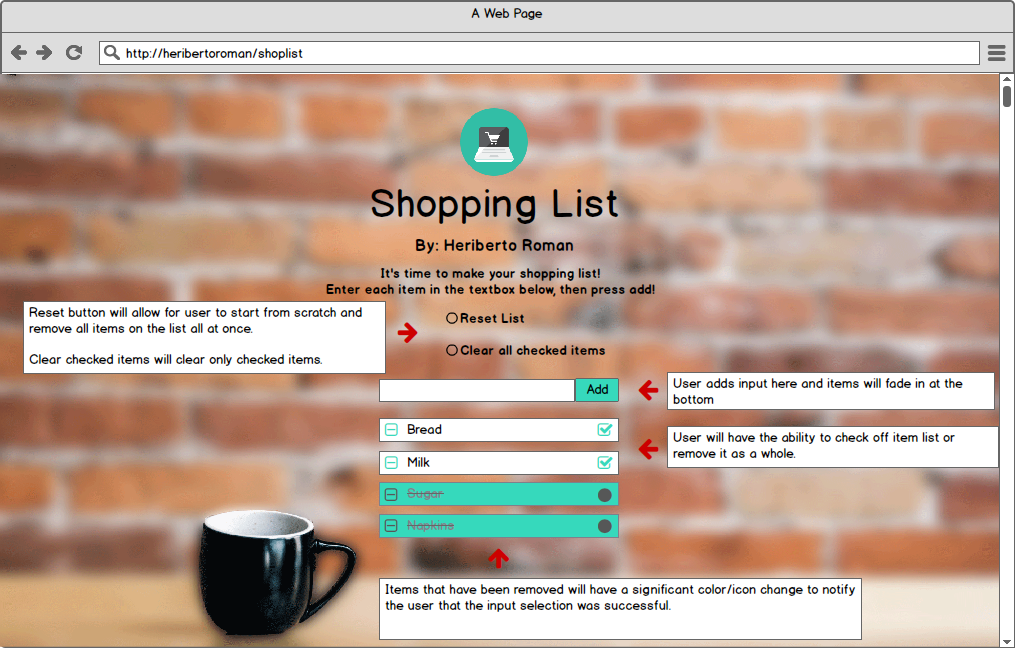 A Web Page
http://heribertoroman/shoplist
Shopping List
By: Heriberto Roman
It's time to make your shopping list!
Enter each item in the textbox below, then press add!
Reset button will allow for user to start from scratch and
remove all items on the list all at once.
Clear checked items will clear only checked items.
Reset List
Clear all checked items
Add
User adds input here and items will fade in at the
bottom
Bread
User will have the ability to check off item list or
remove it as a whole.
Milk
Sugar
Napkins
Items that have been removed will have a significant color/icon change to notify
the user that the input selection was successful.